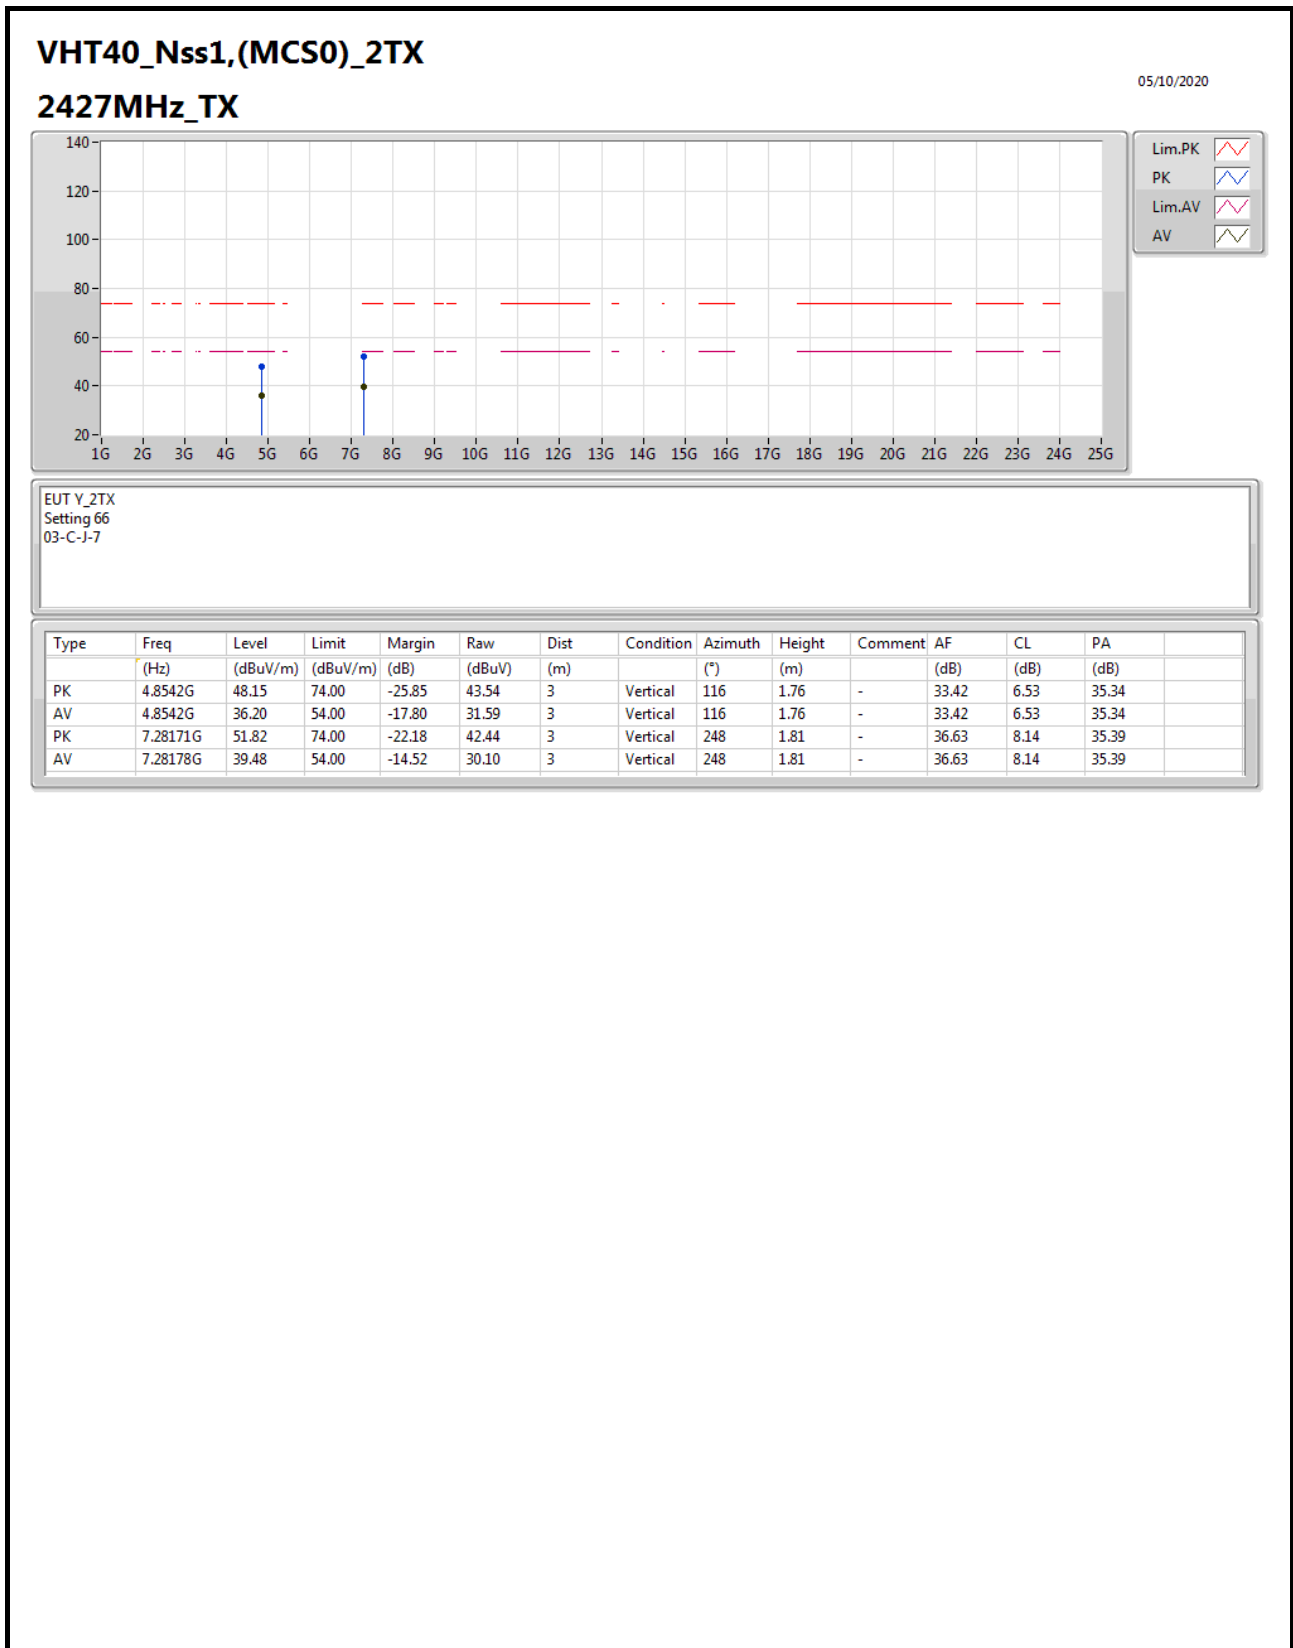 VHT40_Nss1,(MCS0)_2TX
05/10/2020
2427MHz_TX
140
120
100
80
60
40
20
1G 2G 3G 4G 5G 6G 7G 8G 9G 10G 11G 12G 13G 14G 15G 16G 17G 18G 19G 20G 21G 22G 23G 24G 25G
Lim.PK
PK
Lim.AV
AV
EUT Y_2TX
Setting 66
03-C-J-7
Type Freq Level Limit Margin Raw Dist Condition Azimuth Height Comment AF CL PA
(Hz) (dBuV/m) (dBuV/m) (dB) (dBuV) (m) (°) (m) (dB) (dB) (dB)
PK 4.8542G 48.15 74.00 -25.85 43.54 3 Vertical 116 1.76 - 33.42 6.53 35.34
AV 4.8542G 36.20 54.00 -17.80 31.59 3 Vertical 116 1.76 - 33.42 6.53 35.34
PK 7.28171G 51.82 74.00 -22.18 42.44 3 Vertical 248 1.81 - 36.63 8.14 35.39
AV 7.28178G 39.48 54.00 -14.52 30.10 3 Vertical 248 1.81 - 36.63 8.14 35.39